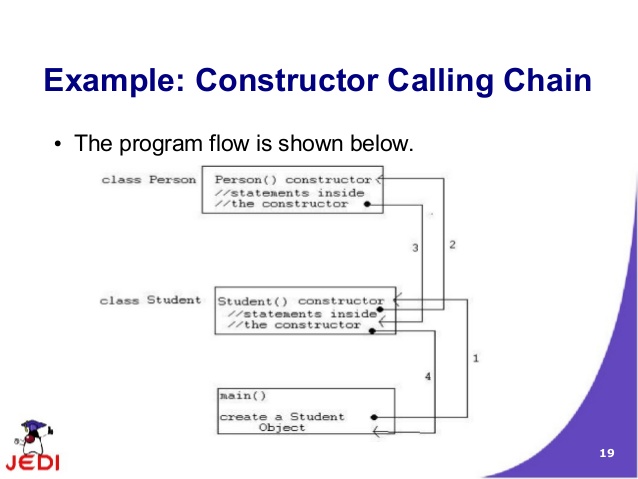 Example: Constructor Calling Chain
• The program flow is shown below.
class Person
Person() constructor
//statements inside
//the constructor
3
2
class Student
Student() constructor
//statements inside
//the constructor
1
4
main()
create a Student
Object
JEDI
19